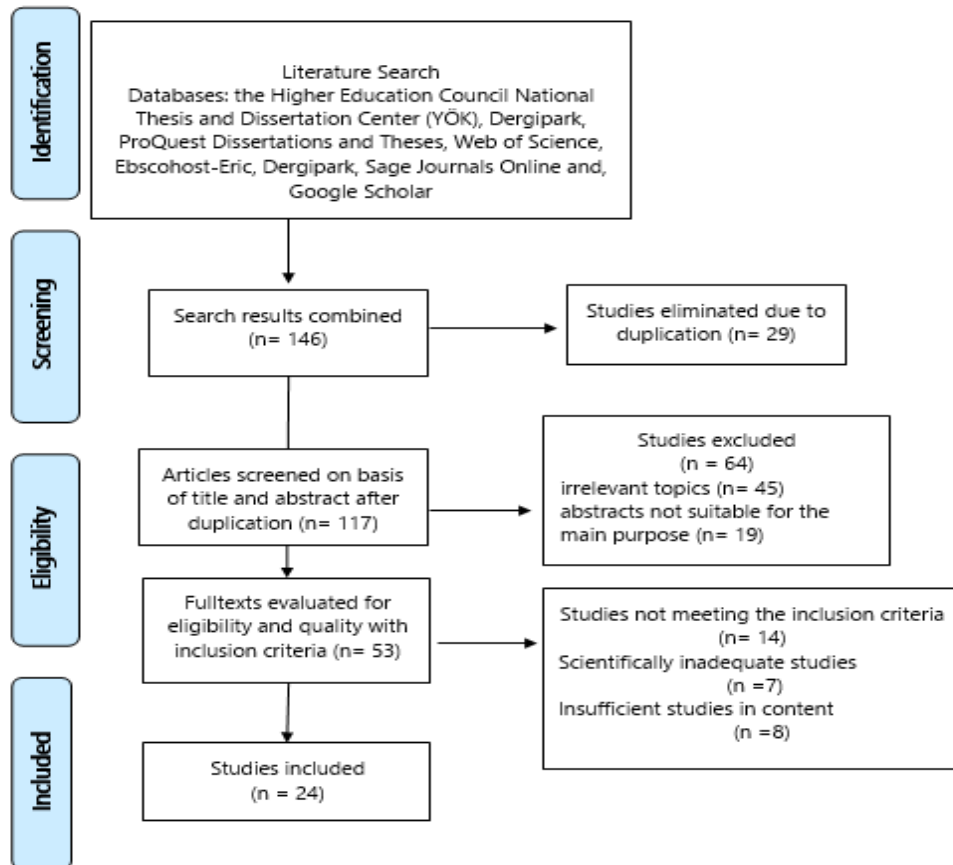 Identification
Literature Search
Databases: the Higher Education Council National
Thesis and Dissertation Center (YÖK), Dergipark,
ProQuest Dissertations and Theses, Web of Science,
Ebscohost-Eric, Dergipark, Sage Journals Online and,
Google Scholar
Screening
Search results combined
(n= 146)
Studies eliminated due to
duplication (n= 29)
Eligibility
Articles screened on basis
of title and abstract after
duplication (n= 117)
Studies excluded
(n = 64)
irrelevant topics (n= 45)
abstracts not suitable for the
main purpose (n= 19)
Fulltexts evaluated for
eligibility and quality with
inclusion criteria (n= 53)
Studies not meeting the inclusion criteria
(n= 14)
Scientifically inadequate studies
(n =7)
Insufficient studies in content
(n =8)
Included
Studies included
(n = 24)